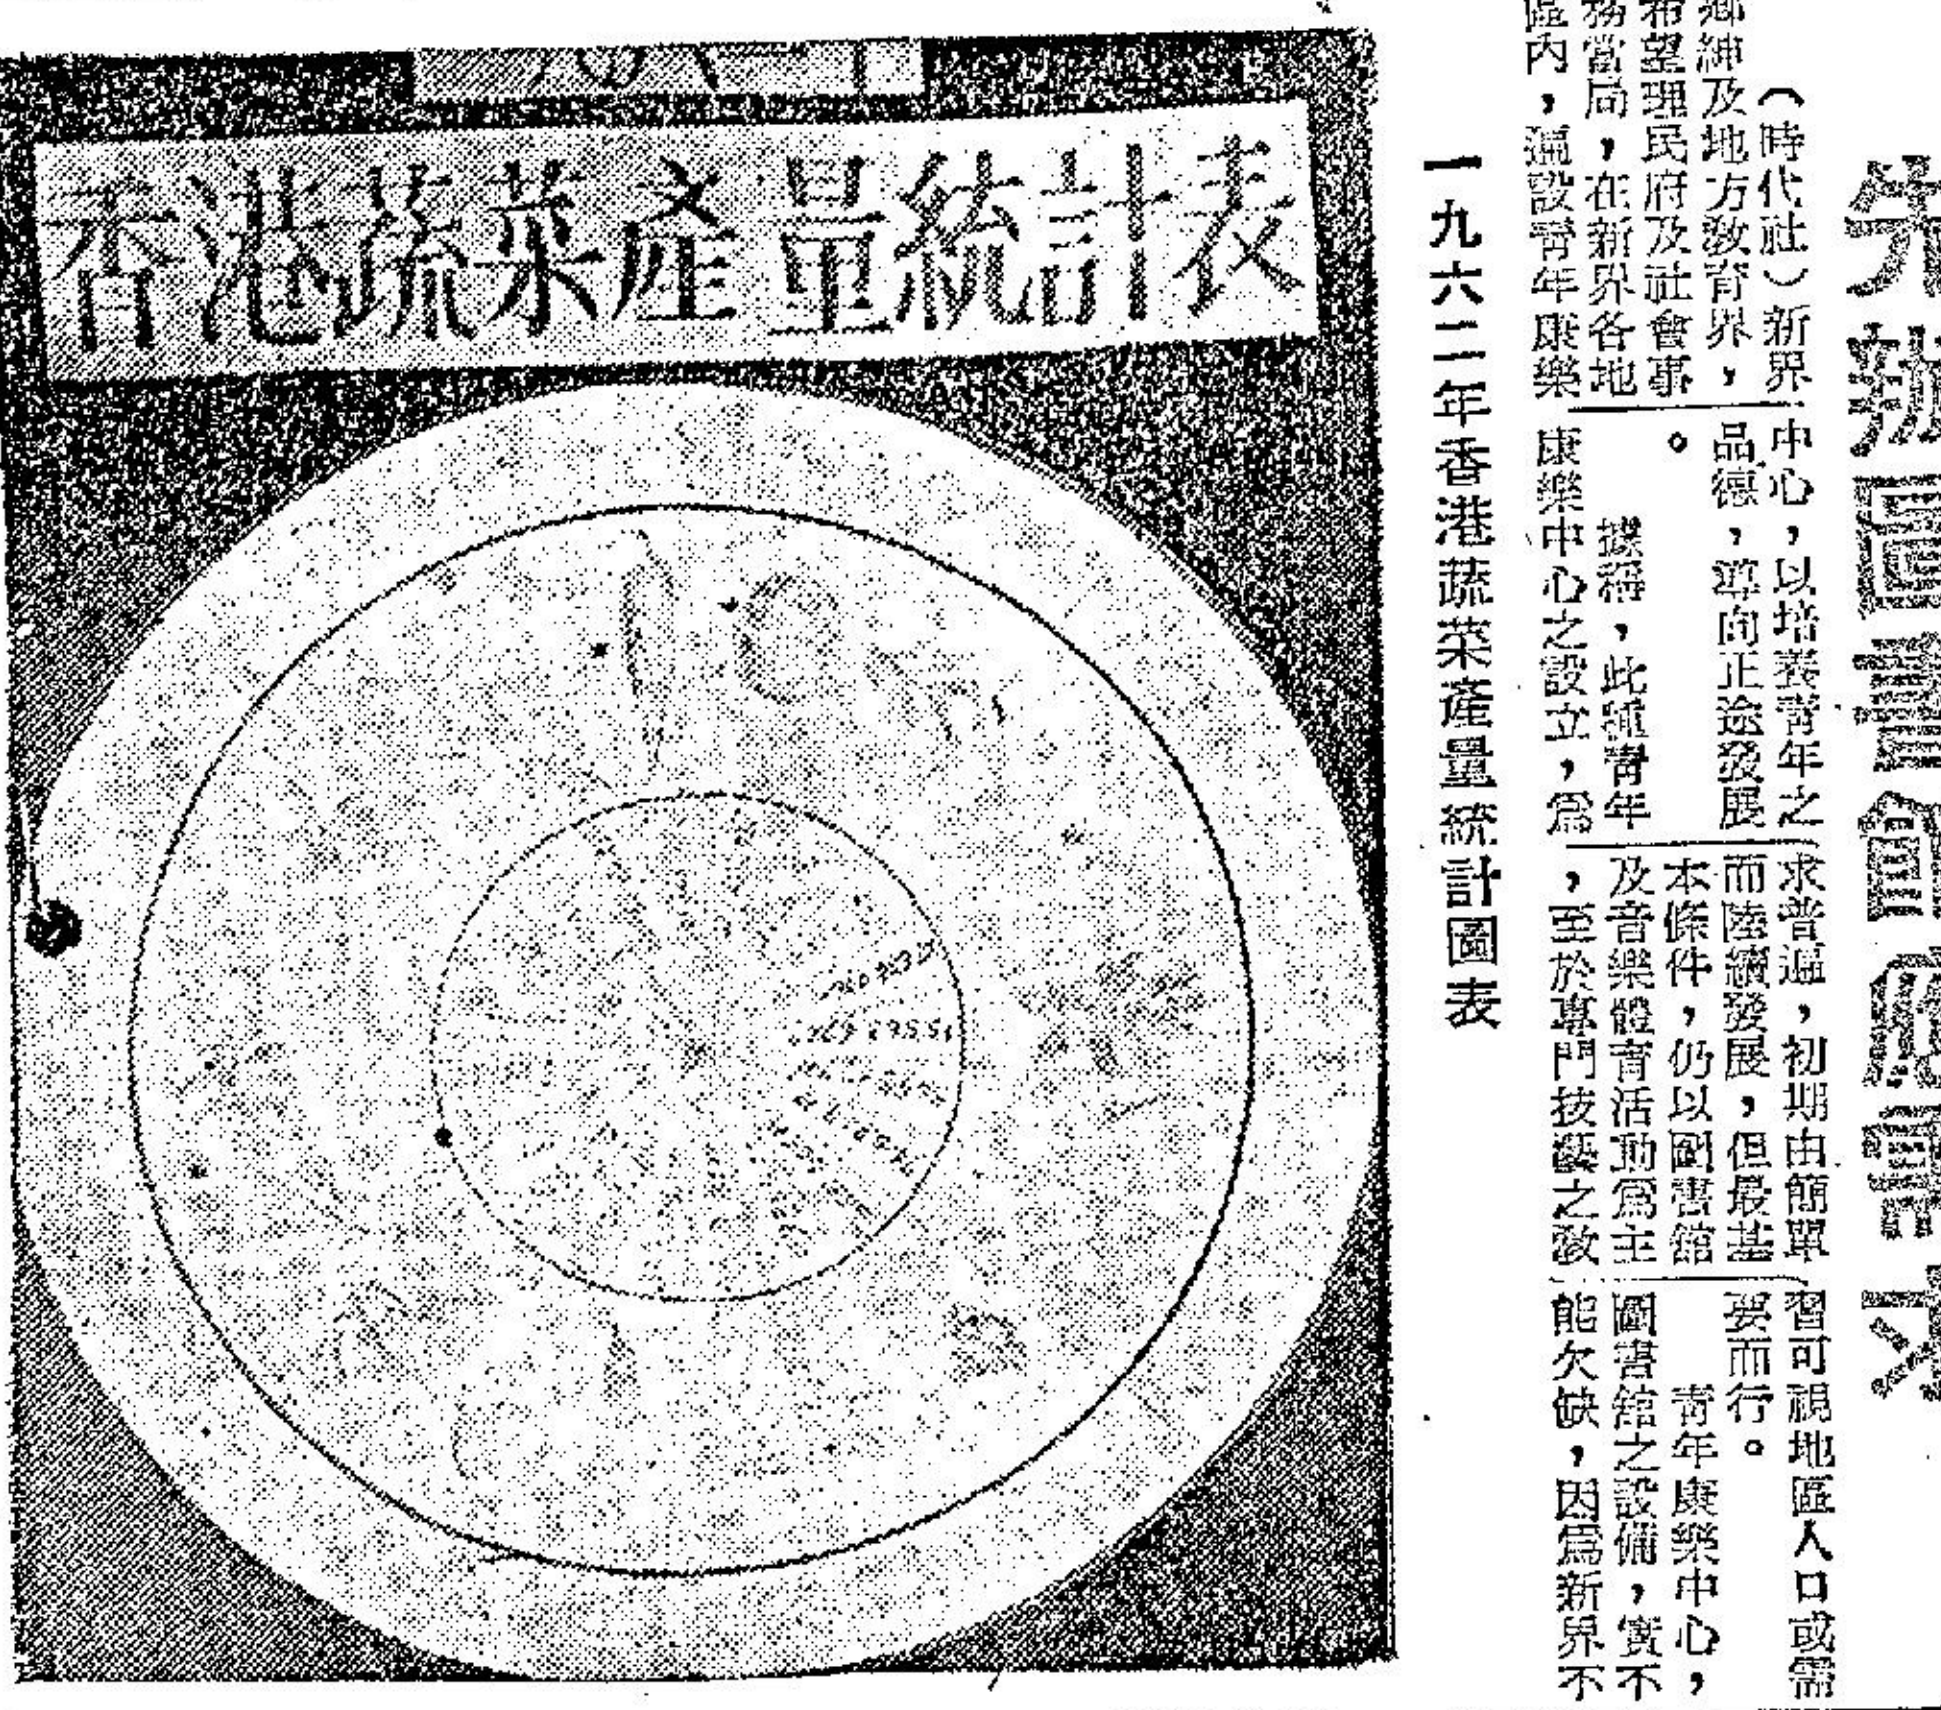 香港蔬菜產量統計表
一九六二年香港蔬菜產量統計圖表
(時代社)新界
鄉紳及地方教育界,
希望理民府及社會事
務當局,在新界各地
區內,遍設青年康樂
中心,以培養青年之
品德,導向正途發展
。
據稱,此種青年
康樂中心之設立,爲
求普遍,初期由簡單
而陸續發展,但最基
本條件,仍以圖書館
及音樂體育活動爲主
,至於專門技藝之教
習可視地區人口或需
要而行。
青年康樂中心,
圖書館之設備,實不
能欠缺,因爲新界不